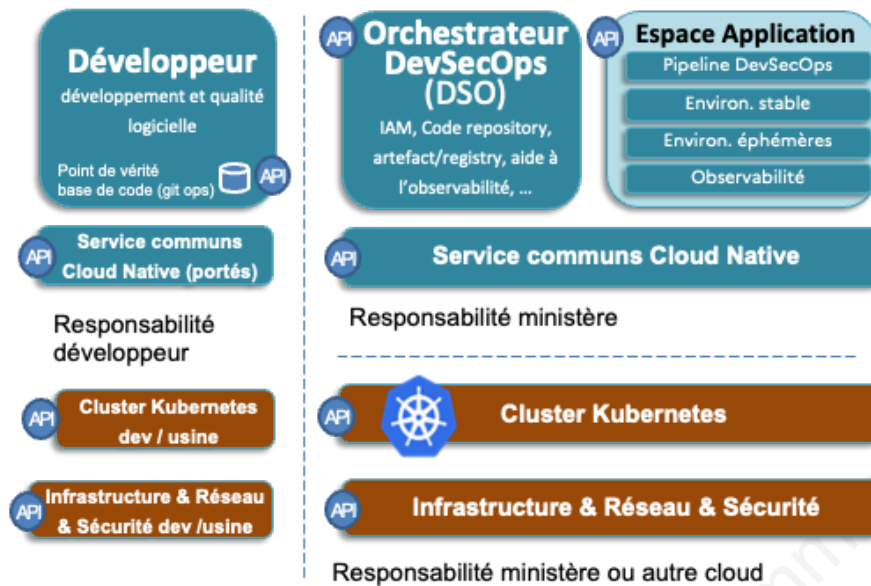 Développeur
développement et qualité
logicielle
Point de vérité
base de code (git ops)
API
API
Service communs
Cloud Native (portés)
Responsabilité
développeur
API
Cluster Kubernetes
dev / usine
API
Infrastructure & Réseau
& Sécurité dev /usine
API
Orchestrateur
DevSecOps
(DSO)
IAM, Code repository,
artefact/registry, aide à
l'observabilité, ...
API
Espace Application
Pipeline DevSecOps
Environ. stable
Environ. éphémères
Observabilité
API
Service communs Cloud Native
Responsabilité ministère
API
Cluster Kubernetes
API
Infrastructure & Réseau & Sécurité
Responsabilité ministère ou autre cloud